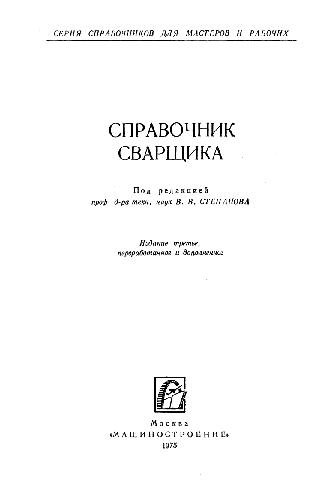 СЕРИЯ СПРАВОЧНИКОВ ДЛЯ МАСТЕРОВ И РАБОЧИХ
СПРАВОЧНИК
СВАРЩИКА
Под редакцией
проф. д-ра техн. наук В. В. СТЕПАНОВА
Издание третье,
переработанное и дополненное
Москва
«МАШИНОСТРОЕНИЕ»
1975